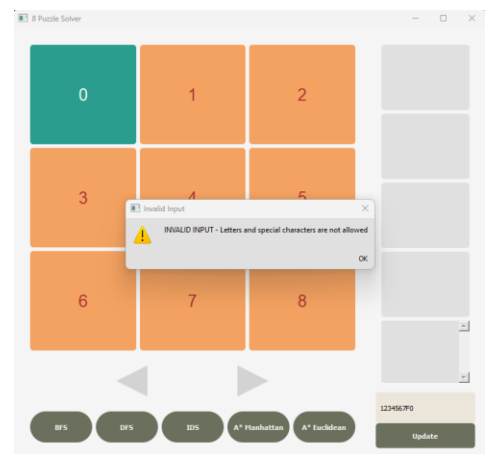 8 Puzzle Solver
0 1 2
3 4 5
Invalid Input
INVALID INPUT - Letters and special characters are not allowed
OK
6 7 8
1234567F0
BFS DFS IDS A* Manhattan A* Euclidean
Update